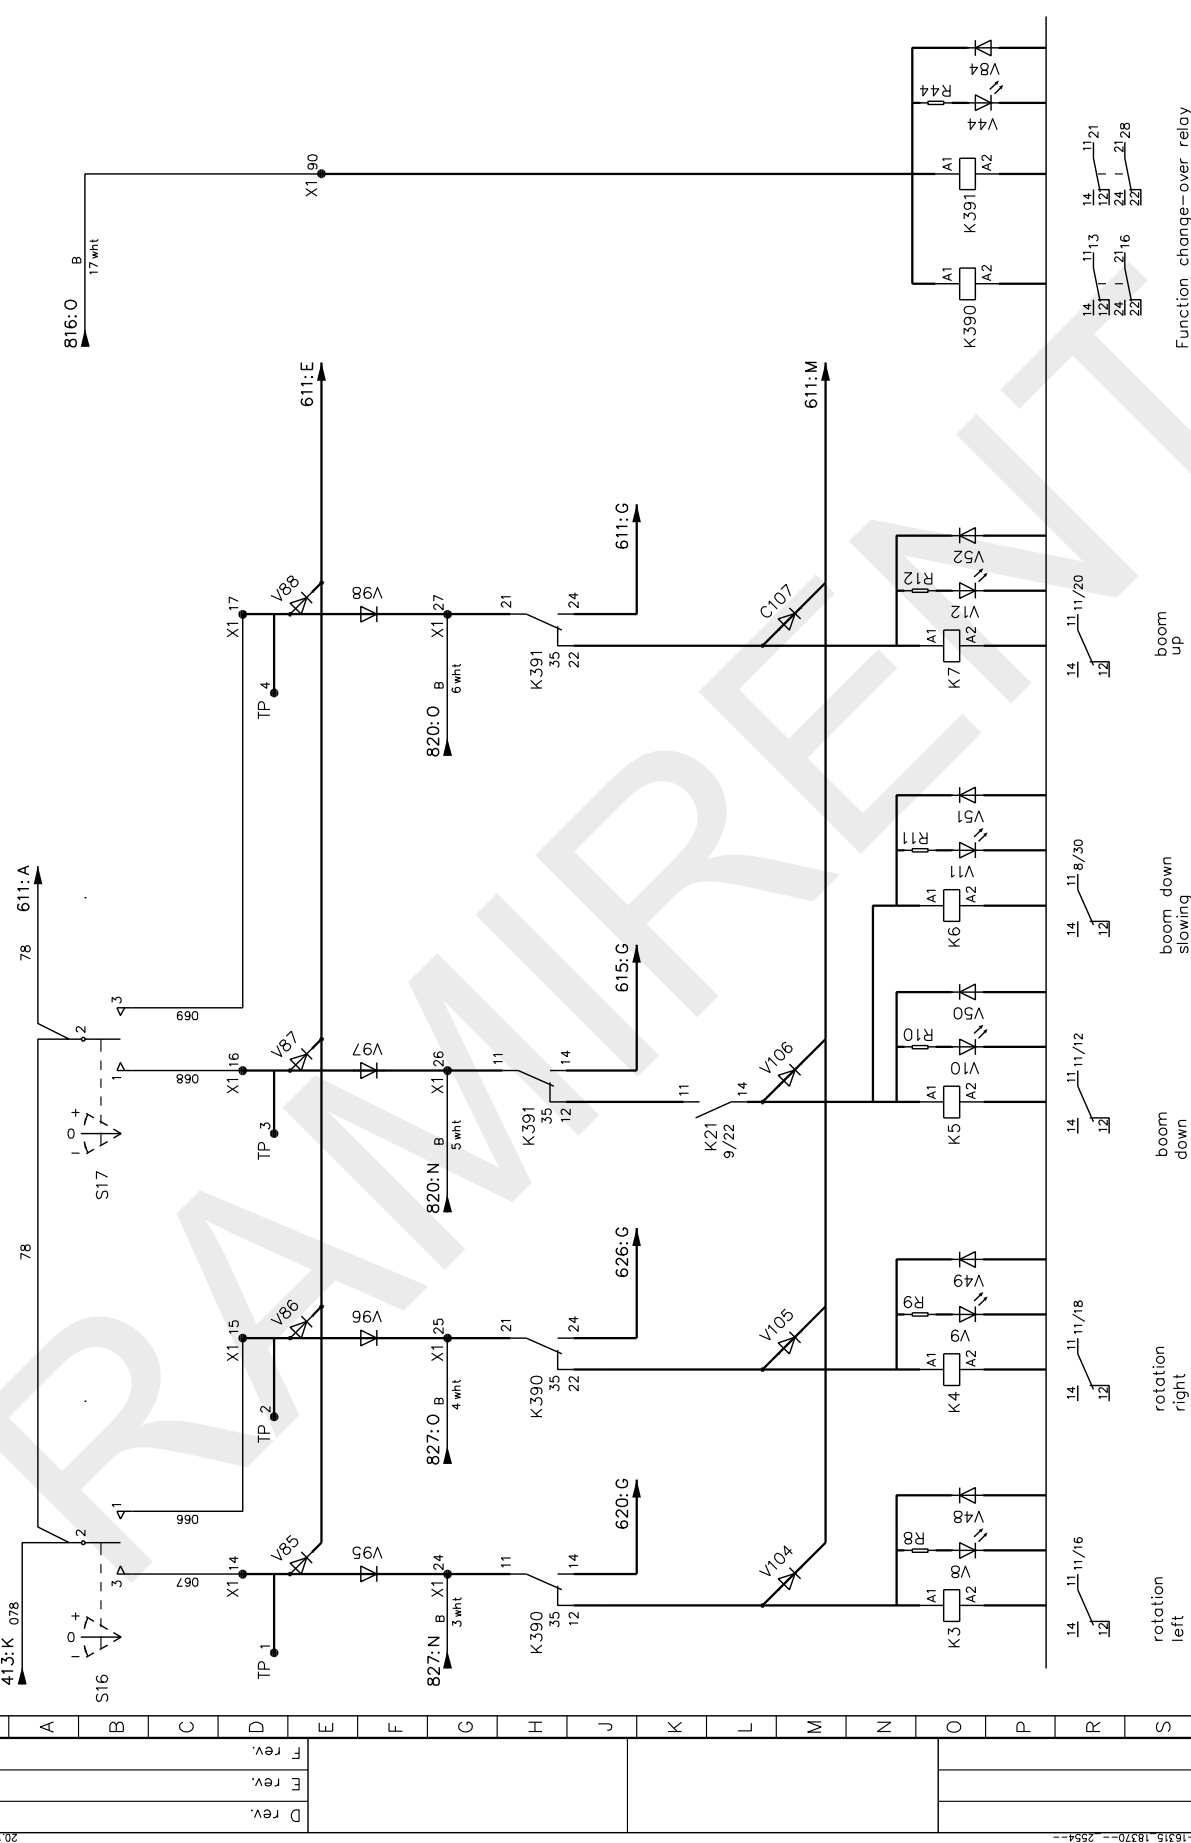 413:K
078
S16
-
0
+
3
2
1
067
066
78
S17
-
0
+
1
2
3
068
069
78
611:A
816:O
B
17 wht
X1 90
X1 14
TP 1
V85
V95
827:N
B
3 wht
X1 24
X1 15
TP 2
V86
V96
827:O
B
4 wht
X1 25
X1 16
TP 3
V87
V97
820:N
B
5 wht
X1 26
X1 17
TP 4
V88
V98
820:O
B
6 wht
X1 27
611:E
K390
35
11
12
14
620:G
K390
35
21
22
24
626:G
K391
35
11
12
14
615:G
K391
35
21
22
24
611:G
K21
9/22
11
14
V104
V105
V106
C107
611:M
K3
A1
A2
R8
V8
V48
K4
A1
A2
R9
V9
V49
K5
A1
A2
R10
V10
V50
K6
A1
A2
R11
V11
V51
K7
A1
A2
R12
V12
V52
K390
A1
A2
K391
A1
A2
R44
V44
V84
14
12
11
11/16
14
12
11
11/18
14
12
11
11/12
14
12
11
8/30
14
12
11
11/20
14
12
11
13
24
22
21
16
14
12
11
21
24
22
21
28
rotation
left
rotation
right
boom
down
boom down
slowing
boom
up
Function change-over relay
A
B
C
D
E
F
G
H
J
K
L
M
N
O
P
R
S
F rev.
E rev.
D rev.
16315_18370--_2554--
RAMIRENT